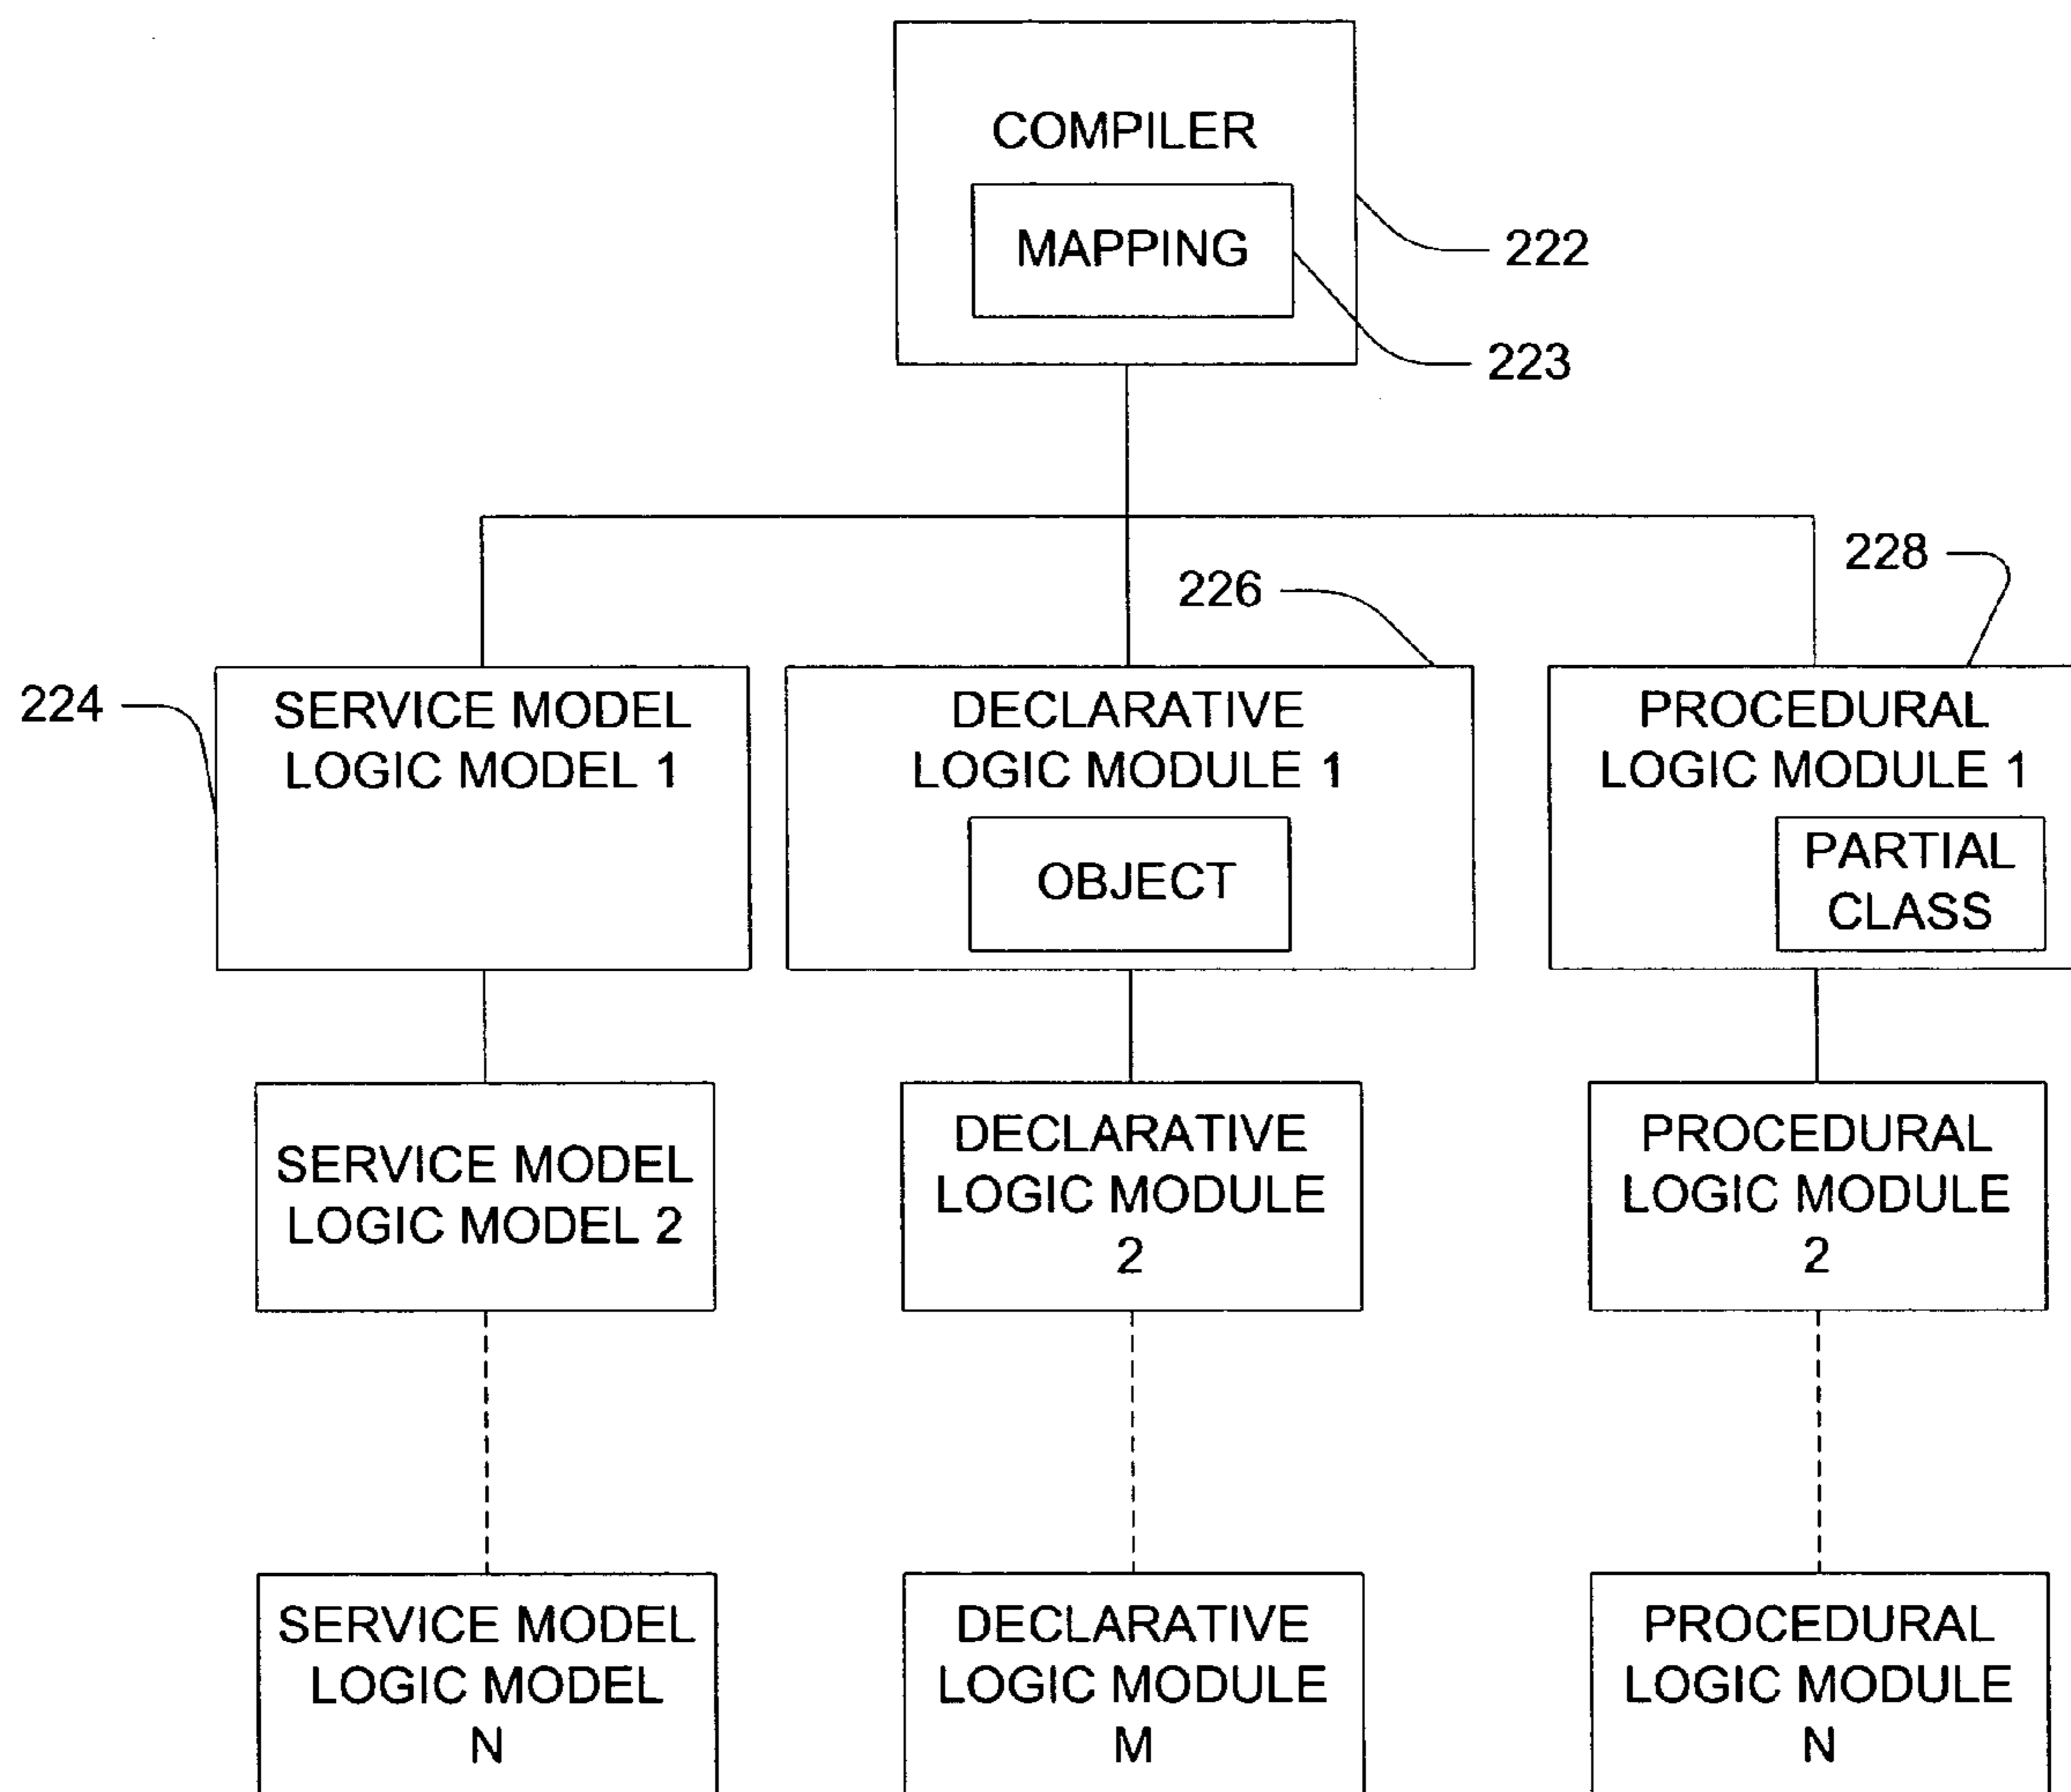 COMPILER
MAPPING
222
223
228
226
224
SERVICE MODEL
LOGIC MODEL 1
DECLARATIVE
LOGIC MODULE 1
OBJECT
PROCEDURAL
LOGIC MODULE 1
PARTIAL
CLASS
SERVICE MODEL
LOGIC MODEL 2
DECLARATIVE
LOGIC MODULE
2
PROCEDURAL
LOGIC MODULE
2
SERVICE MODEL
LOGIC MODEL
N
DECLARATIVE
LOGIC MODULE
M
PROCEDURAL
LOGIC MODULE
N